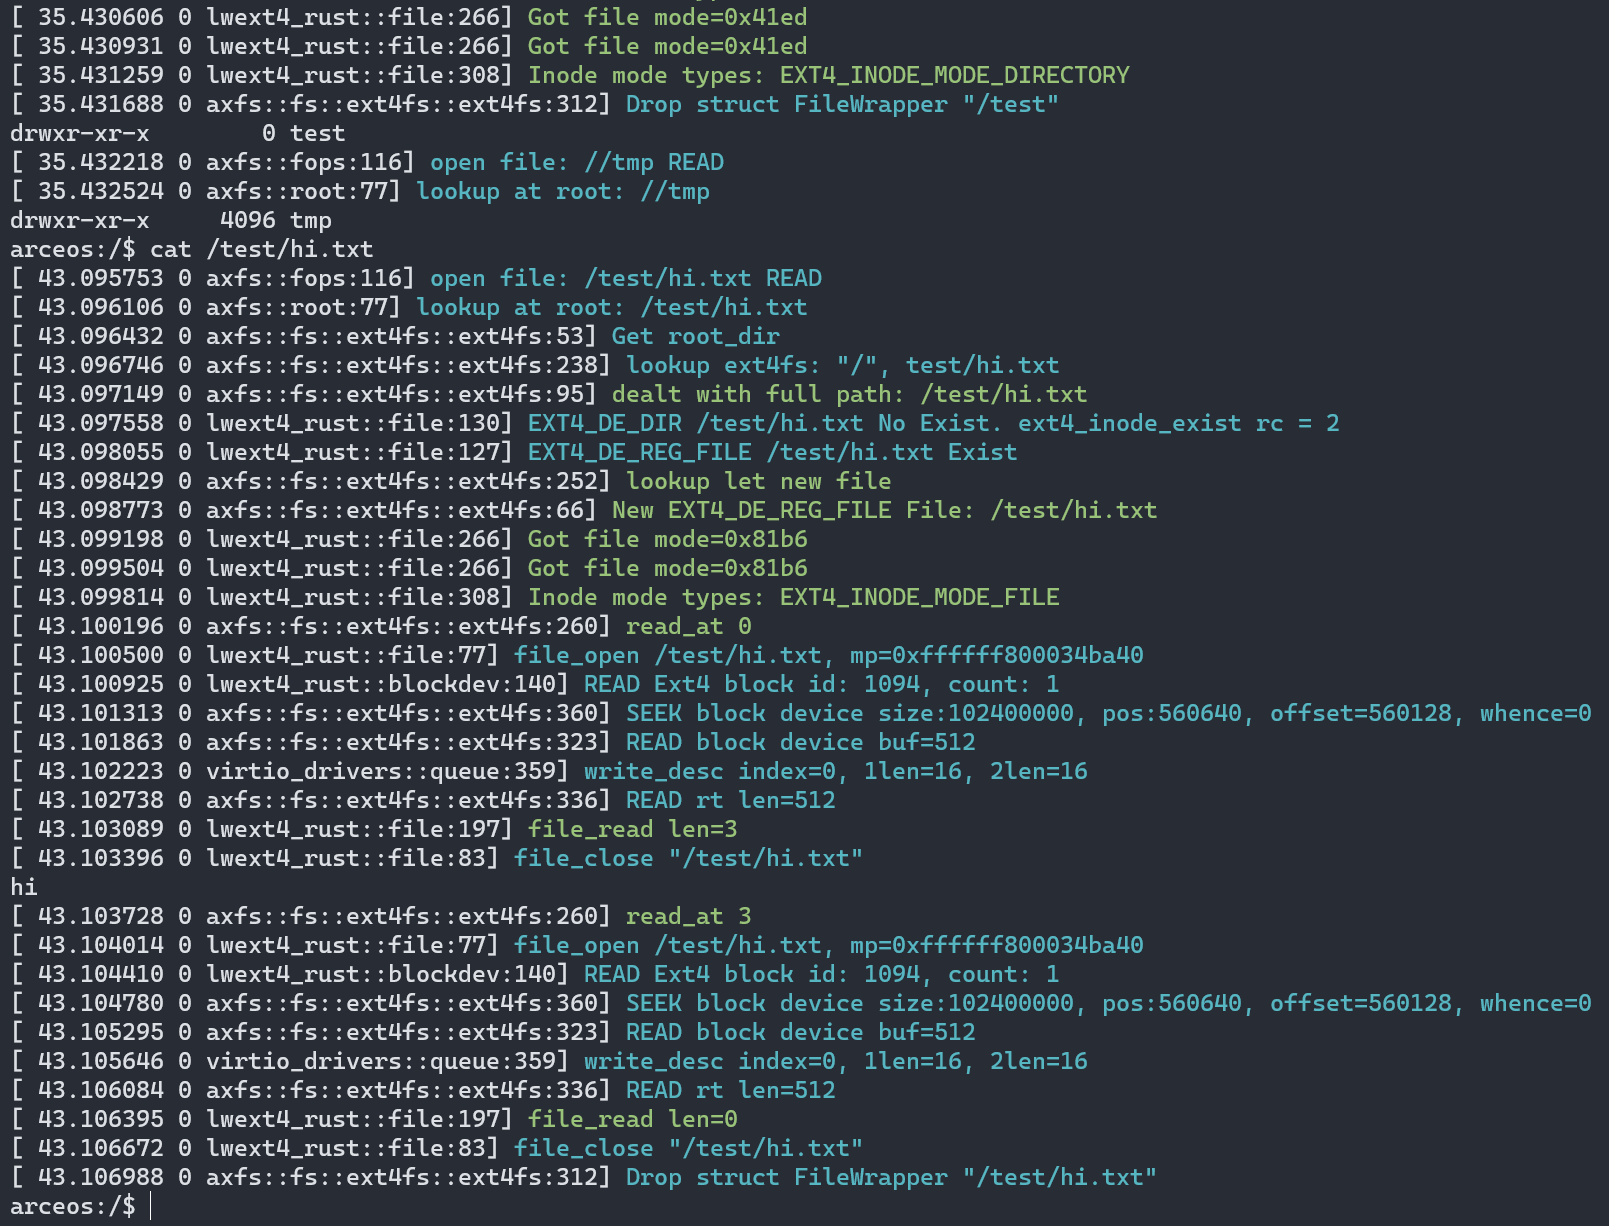 [ 35.430606 0 lwext4_rust::file:266] Got file mode=0x41ed
[ 35.430931 0 lwext4_rust::file:266] Got file mode=0x41ed
[ 35.431259 0 lwext4_rust::file:308] Inode mode types: EXT4_INODE_MODE_DIRECTORY
[ 35.431688 0 axfs::fs::ext4fs::ext4fs:312] Drop struct FileWrapper "/test"
drwxr-xr-x        0 test
[ 35.432218 0 axfs::fops:116] open file: //tmp READ
[ 35.432524 0 axfs::root:77] lookup at root: //tmp
drwxr-xr-x     4096 tmp
arceos:/$ cat /test/hi.txt
[ 43.095753 0 axfs::fops:116] open file: /test/hi.txt READ
[ 43.096106 0 axfs::root:77] lookup at root: /test/hi.txt
[ 43.096432 0 axfs::fs::ext4fs::ext4fs:53] Get root_dir
[ 43.096746 0 axfs::fs::ext4fs::ext4fs:238] lookup ext4fs: "/", test/hi.txt
[ 43.097149 0 axfs::fs::ext4fs::ext4fs:95] dealt with full path: /test/hi.txt
[ 43.097558 0 lwext4_rust::file:130] EXT4_DE_DIR /test/hi.txt No Exist. ext4_inode_exist rc = 2
[ 43.098055 0 lwext4_rust::file:127] EXT4_DE_REG_FILE /test/hi.txt Exist
[ 43.098429 0 axfs::fs::ext4fs::ext4fs:252] lookup let new file
[ 43.098773 0 axfs::fs::ext4fs::ext4fs:66] New EXT4_DE_REG_FILE File: /test/hi.txt
[ 43.099198 0 lwext4_rust::file:266] Got file mode=0x81b6
[ 43.099504 0 lwext4_rust::file:266] Got file mode=0x81b6
[ 43.099814 0 lwext4_rust::file:308] Inode mode types: EXT4_INODE_MODE_FILE
[ 43.100196 0 axfs::fs::ext4fs::ext4fs:260] read_at 0
[ 43.100500 0 lwext4_rust::file:77] file_open /test/hi.txt, mp=0xffffff800034ba40
[ 43.100925 0 lwext4_rust::blockdev:140] READ Ext4 block id: 1094, count: 1
[ 43.101313 0 axfs::fs::ext4fs::ext4fs:360] SEEK block device size:102400000, pos:560640, offset=560128, whence=0
[ 43.101863 0 axfs::fs::ext4fs::ext4fs:323] READ block device buf=512
[ 43.102223 0 virtio_drivers::queue:359] write_desc index=0, 1len=16, 2len=16
[ 43.102738 0 axfs::fs::ext4fs::ext4fs:336] READ rt len=512
[ 43.103089 0 lwext4_rust::file:197] file_read len=3
[ 43.103396 0 lwext4_rust::file:83] file_close "/test/hi.txt"
hi
[ 43.103728 0 axfs::fs::ext4fs::ext4fs:260] read_at 3
[ 43.104014 0 lwext4_rust::file:77] file_open /test/hi.txt, mp=0xffffff800034ba40
[ 43.104410 0 lwext4_rust::blockdev:140] READ Ext4 block id: 1094, count: 1
[ 43.104780 0 axfs::fs::ext4fs::ext4fs:360] SEEK block device size:102400000, pos:560640, offset=560128, whence=0
[ 43.105295 0 axfs::fs::ext4fs::ext4fs:323] READ block device buf=512
[ 43.105646 0 virtio_drivers::queue:359] write_desc index=0, 1len=16, 2len=16
[ 43.106084 0 axfs::fs::ext4fs::ext4fs:336] READ rt len=512
[ 43.106395 0 lwext4_rust::file:197] file_read len=0
[ 43.106672 0 lwext4_rust::file:83] file_close "/test/hi.txt"
[ 43.106988 0 axfs::fs::ext4fs::ext4fs:312] Drop struct FileWrapper "/test/hi.txt"
arceos:/$